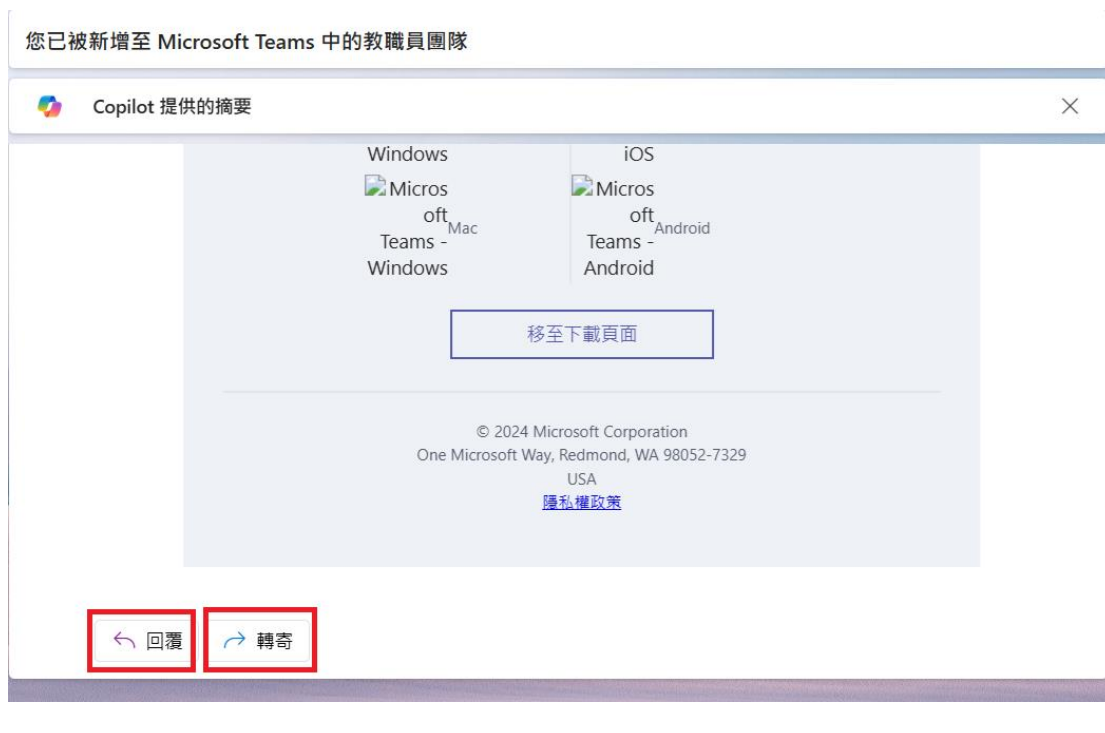 您已被新增至 Microsoft Teams 中的教職員團隊
Copilot 提供的摘要
Windows
iOS
Micros
oft
Teams -
Windows
Mac
Micros
oft
Teams -
Android
Android
移至下載頁面
© 2024 Microsoft Corporation
One Microsoft Way, Redmond, WA 98052-7329
USA
隱私權政策
回覆
轉寄